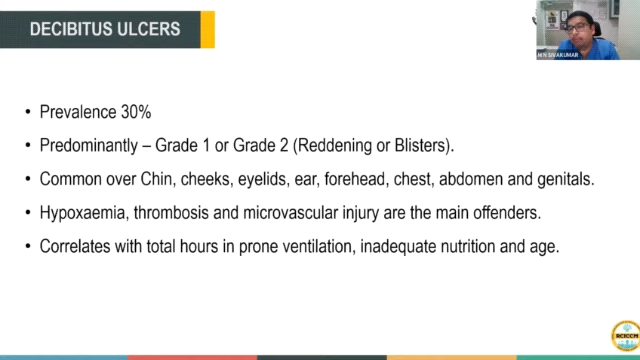 DECIBITUS ULCERS
M N SIVAKUMAR
• Prevalence 30%
• Predominantly – Grade 1 or Grade 2 (Reddening or Blisters).
• Common over Chin, cheeks, eyelids, ear, forehead, chest, abdomen and genitals.
• Hypoxaemia, thrombosis and microvascular injury are the main offenders.
• Correlates with total hours in prone ventilation, inadequate nutrition and age.